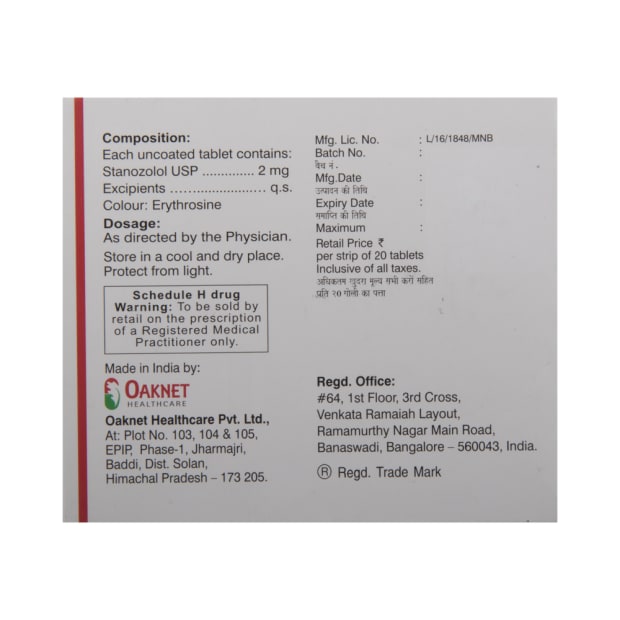 Composition:
Each uncoated tablet contains:
Stanozolol USP .............. 2 mg
Excipients ........................ q.s.
Colour: Erythrosine
Dosage:
As directed by the Physician.
Store in a cool and dry place.
Protect from light.
Schedule H drug
Warning: To be sold by
retail on the prescription
of a Registered Medical
Practitioner only.
Made in India by:
OAKNET
HEALTHCARE
Oaknet Healthcare Pvt. Ltd.,
At: Plot No. 103, 104 & 105,
EPIP, Phase-1, Jharmajri,
Baddi, Dist. Solan,
Himachal Pradesh – 173 205.
Mfg. Lic. No. : L/16/1848/MNB
Batch No. :
बैच नं.
Mfg.Date :
उत्पादन की तिथि
Expiry Date :
समाप्ति की तिथि
Maximum :
Retail Price ₹
per strip of 20 tablets
Inclusive of all taxes.
अधिकतम खुदरा मूल्य सभी करों सहित
प्रति २० गोली का पत्ता
Regd. Office:
#64, 1st Floor, 3rd Cross,
Venkata Ramaiah Layout,
Ramamurthy Nagar Main Road,
Banaswadi, Bangalore – 560043, India.
® Regd. Trade Mark